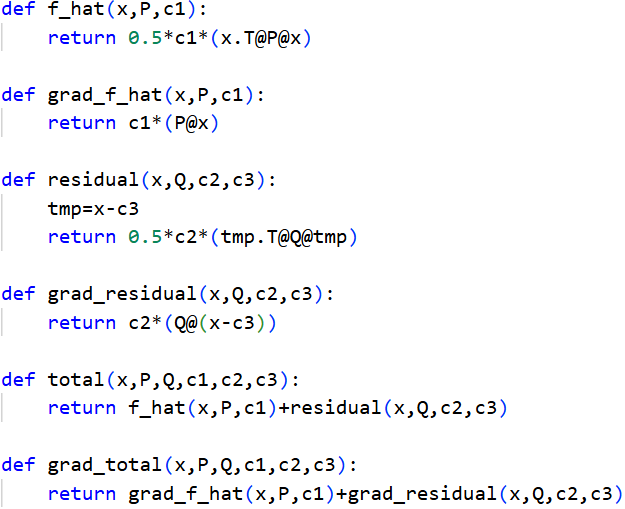 def f_hat(x,P,c1):
    return 0.5*c1*(x.T@P@x)
def grad_f_hat(x,P,c1):
    return c1*(P@x)
def residual(x,Q,c2,c3):
    tmp=x-c3
    return 0.5*c2*(tmp.T@Q@tmp)
def grad_residual(x,Q,c2,c3):
    return c2*(Q@(x-c3))
def total(x,P,Q,c1,c2,c3):
    return f_hat(x,P,c1)+residual(x,Q,c2,c3)
def grad_total(x,P,Q,c1,c2,c3):
    return grad_f_hat(x,P,c1)+grad_residual(x,Q,c2,c3)